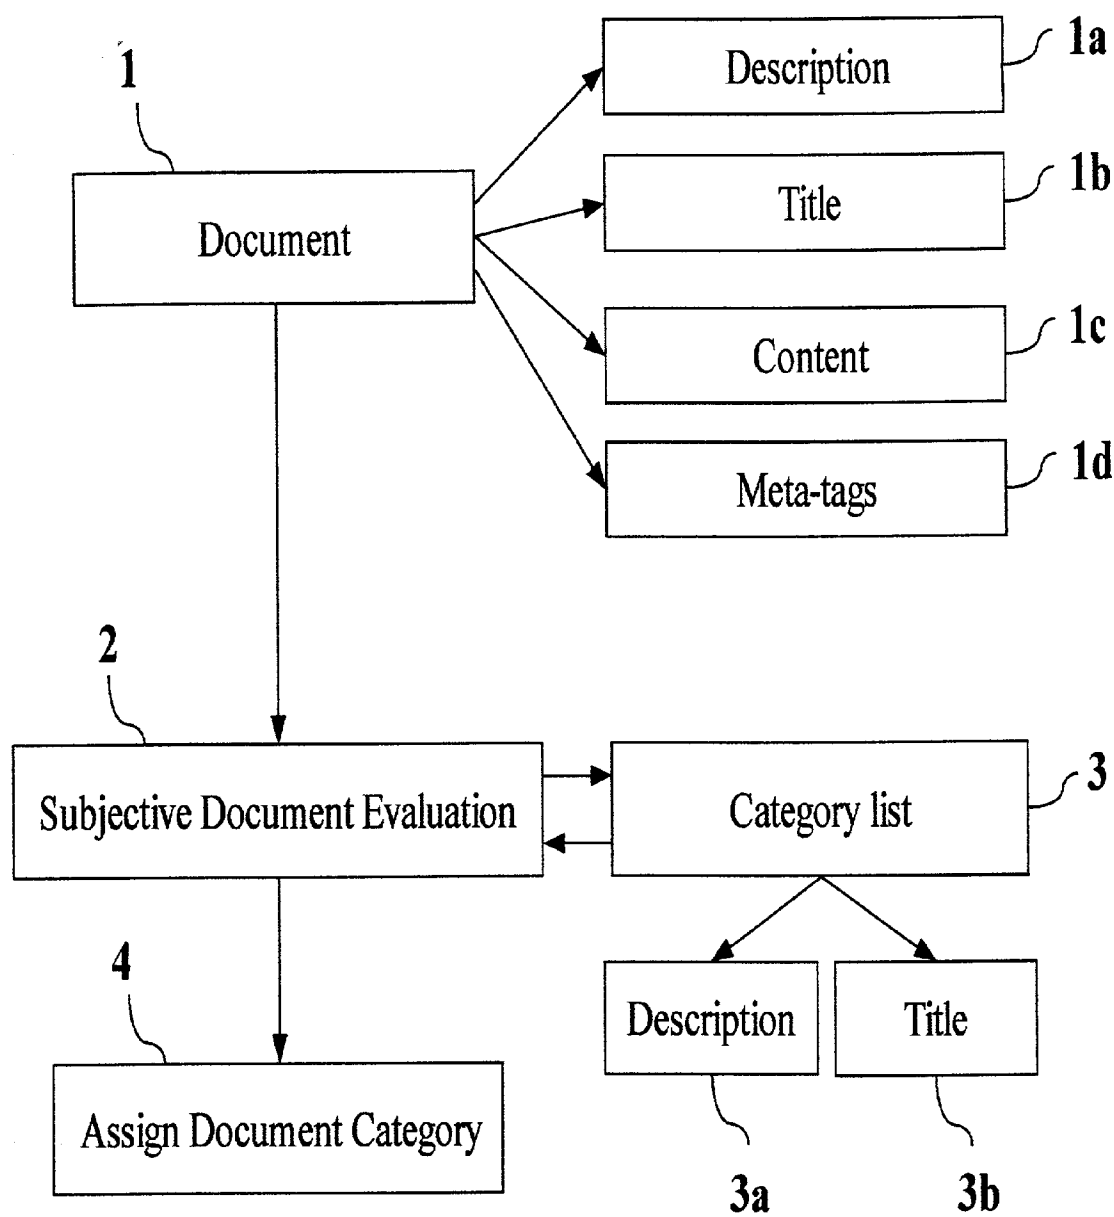 1
Document
Description
1a
Title
1b
Content
1c
Meta-tags
1d
2
Subjective Document Evaluation
Category list
3
Description
3a
Title
3b
4
Assign Document Category